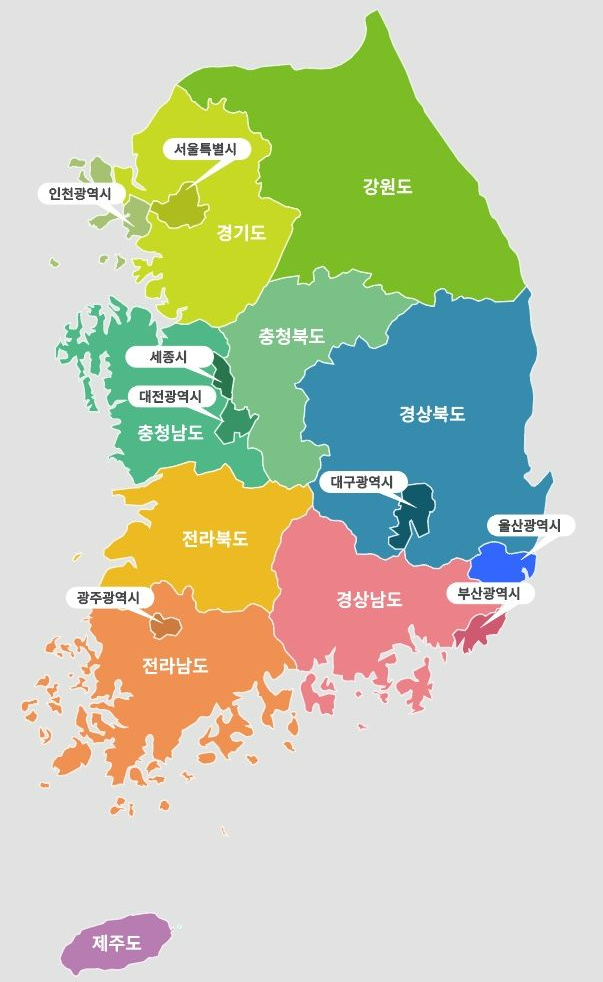 서울특별시
강원도
인천광역시
경기도
충청북도
세종시
대전광역시
경상북도
충청남도
대구광역시
울산광역시
전라북도
부산광역시
광주광역시
경상남도
전라남도
제주도